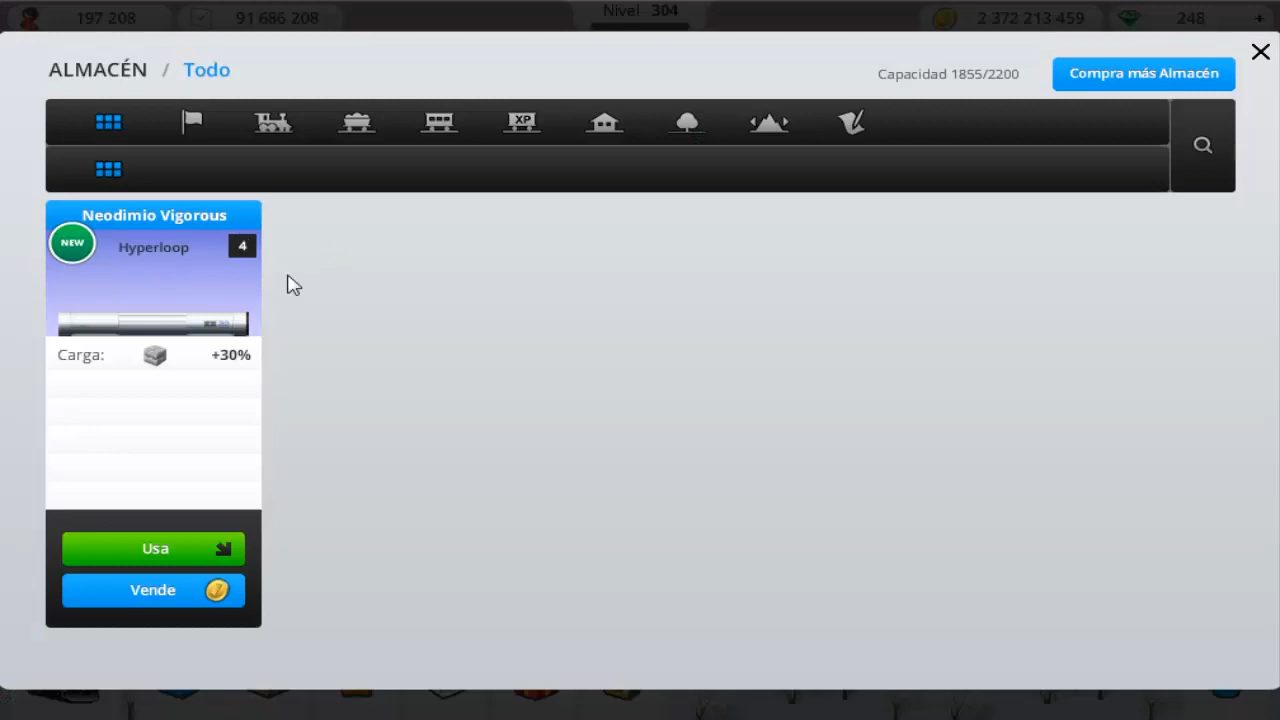 197 208
91 686 208
Nivel 304
2 372 213 459
248
+
ALMACÉN / Todo
Capacidad 1855/2200
Compra más Almacén
XP
Neodimio Vigorous
NEW
Hyperloop
4
Carga:
+30%
Usa
Vende